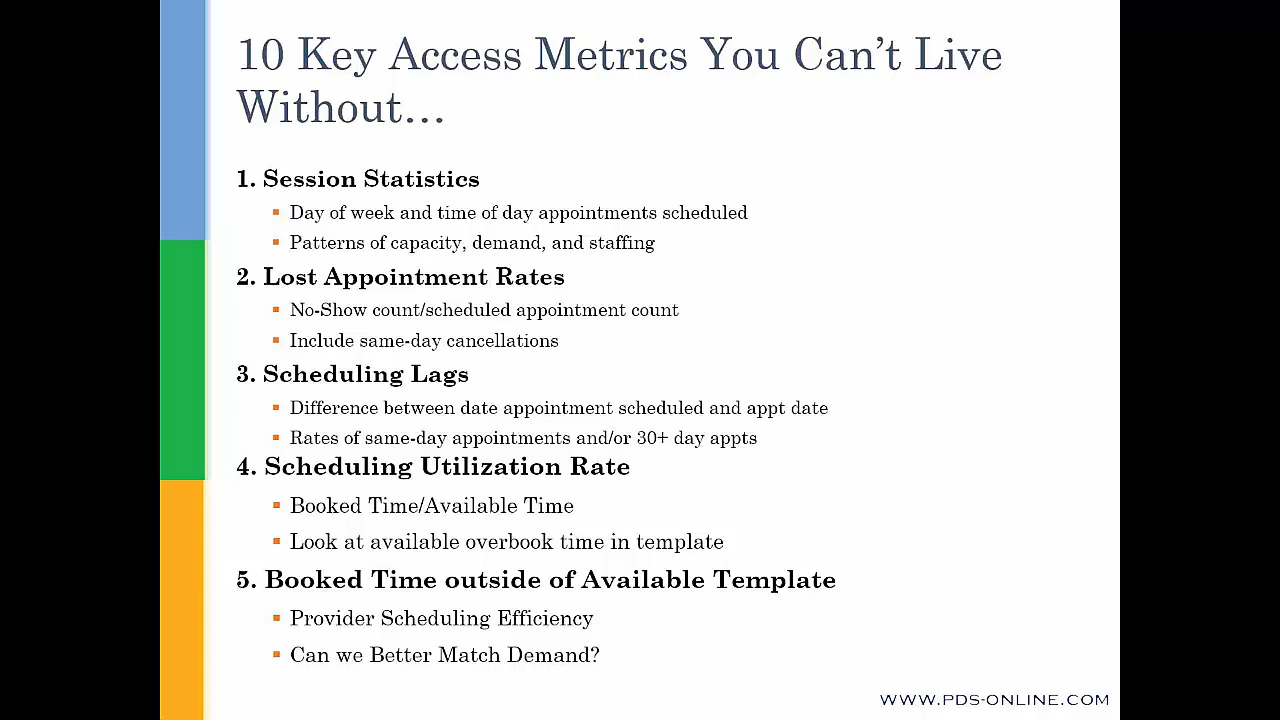 10 Key Access Metrics You Can’t Live
Without…
1. Session Statistics
Day of week and time of day appointments scheduled
Patterns of capacity, demand, and staffing
2. Lost Appointment Rates
No-Show count/scheduled appointment count
Include same-day cancellations
3. Scheduling Lags
Difference between date appointment scheduled and appt date
Rates of same-day appointments and/or 30+ day appts
4. Scheduling Utilization Rate
Booked Time/Available Time
Look at available overbook time in template
5. Booked Time outside of Available Template
Provider Scheduling Efficiency
Can we Better Match Demand?
WWW.PDS-ONLINE.COM